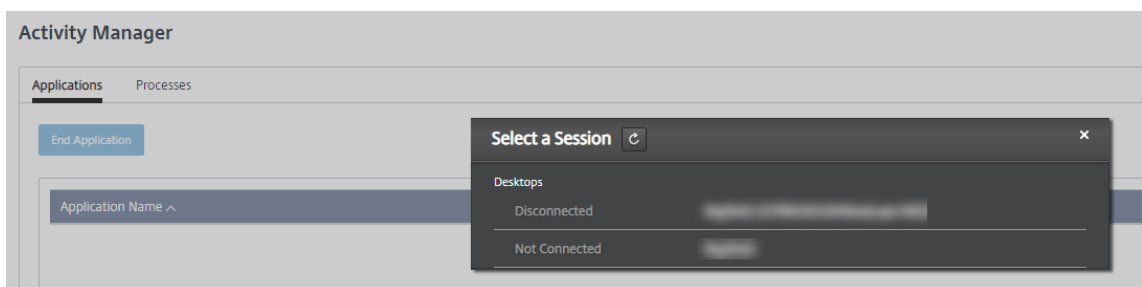 Activity Manager
Applications Processes
End Application
Select a Session
Desktops
Application Name
Disconnected
Not Connected